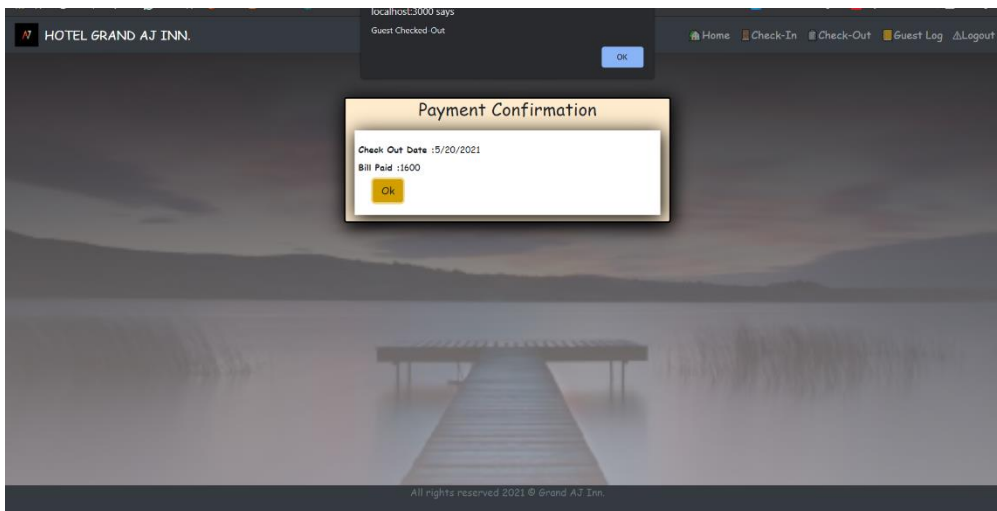 localhost:3000 says
Guest Checked-Out
OK
HOTEL GRAND AJ INN.
Home Check-In Check-Out Guest Log Logout
Payment Confirmation
Check Out Date :5/20/2021
Bill Paid :1600
Ok
All rights reserved 2021 © Grand AJ Inn.